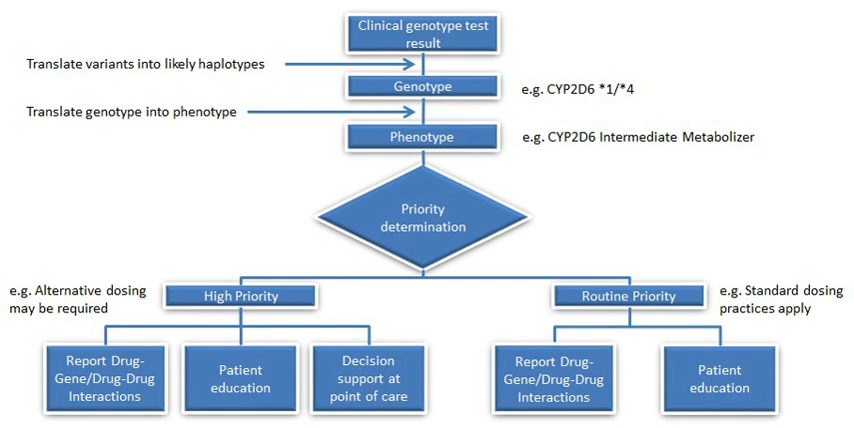 Clinical genotype test
result
Translate variants into likely haplotypes
Genotype
e.g. CYP2D6 *1/*4
Translate genotype into phenotype
Phenotype
e.g. CYP2D6 Intermediate Metabolizer
Priority
determination
e.g. Alternative dosing
may be required
High Priority
Routine Priority
e.g. Standard dosing
practices apply
Report Drug-
Gene/Drug-Drug
Interactions
Patient
education
Decision
support at
point of care
Report Drug-
Gene/Drug-Drug
Interactions
Patient
education